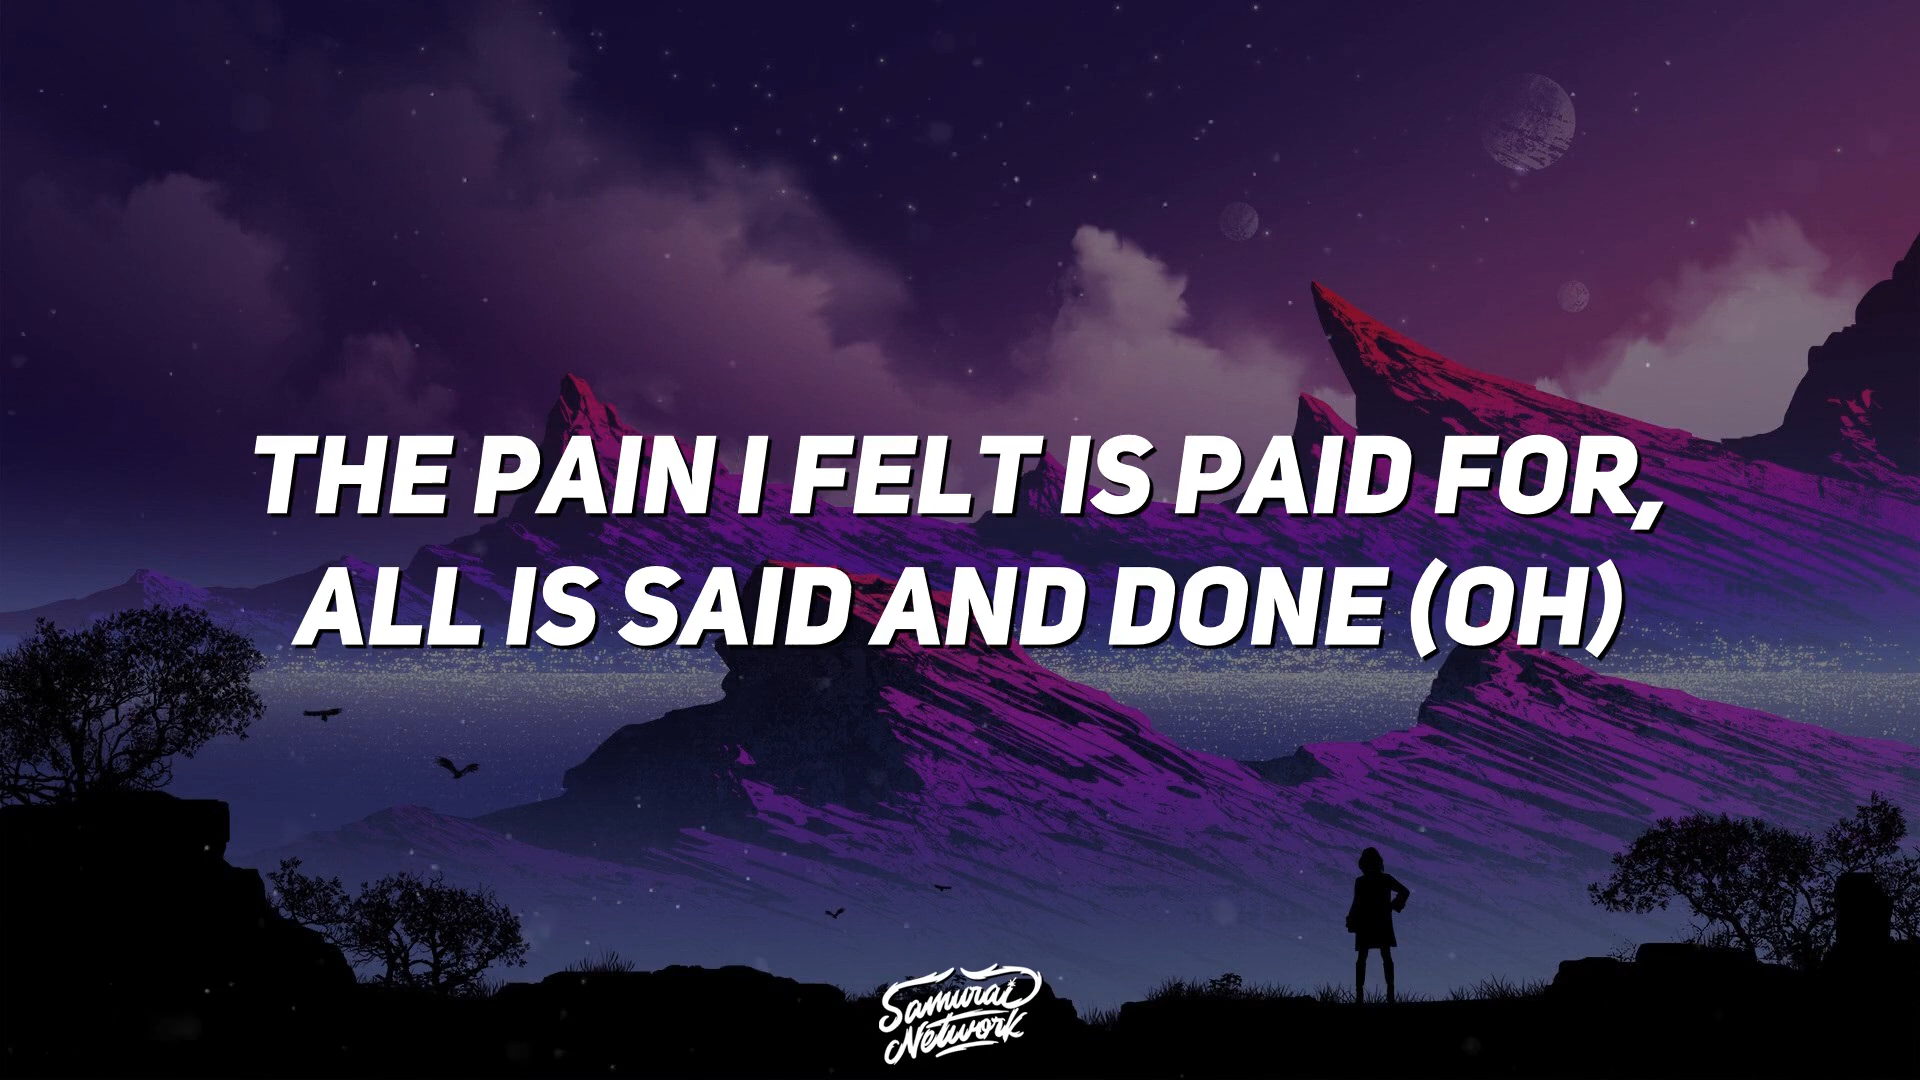 THE PAIN I FELT IS PAID FOR,
ALL IS SAID AND DONE (OH)
Samurai
Network